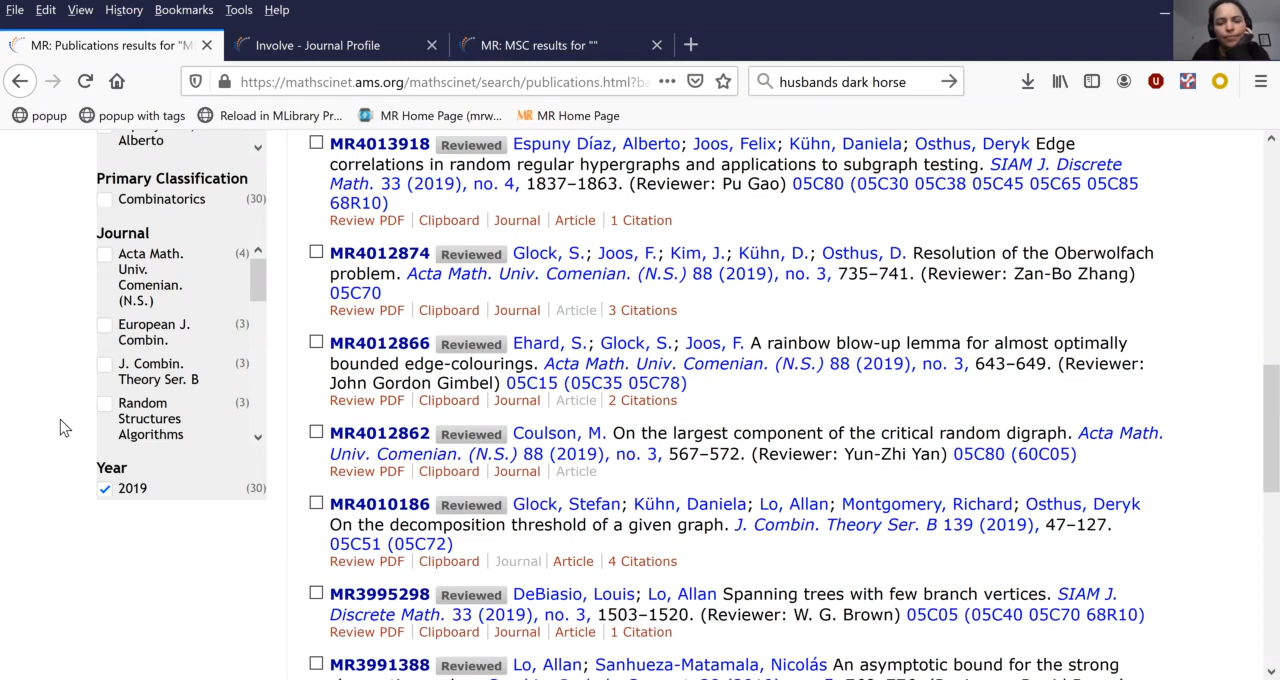 File Edit View History Bookmarks Tools Help
MR: Publications results for "M
Involve - Journal Profile
MR: MSC results for ""
https://mathscinet.ams.org/mathscinet/search/publications.html?ba
husbands dark horse
popup
popup with tags
Reload in MLibrary Pr...
MR Home Page (mrw...
MR Home Page
Alberto
Primary Classification
Combinatorics (30)
Journal
Acta Math. (4)
Univ.
Comenian.
(N.S.)
European J. (3)
Combin.
J. Combin. (3)
Theory Ser. B
Random (3)
Structures
Algorithms
Year
2019 (30)
MR4013918 Reviewed Espuny Díaz, Alberto; Joos, Felix; Kühn, Daniela; Osthus, Deryk Edge
correlations in random regular hypergraphs and applications to subgraph testing. SIAM J. Discrete
Math. 33 (2019), no. 4, 1837–1863. (Reviewer: Pu Gao) 05C80 (05C30 05C38 05C45 05C65 05C85
68R10)
Review PDF | Clipboard | Journal | Article | 1 Citation
MR4012874 Reviewed Glock, S.; Joos, F.; Kim, J.; Kühn, D.; Osthus, D. Resolution of the Oberwolfach
problem. Acta Math. Univ. Comenian. (N.S.) 88 (2019), no. 3, 735–741. (Reviewer: Zan-Bo Zhang)
05C70
Review PDF | Clipboard | Journal | Article | 3 Citations
MR4012866 Reviewed Ehard, S.; Glock, S.; Joos, F. A rainbow blow-up lemma for almost optimally
bounded edge-colourings. Acta Math. Univ. Comenian. (N.S.) 88 (2019), no. 3, 643–649. (Reviewer:
John Gordon Gimbel) 05C15 (05C35 05C78)
Review PDF | Clipboard | Journal | Article | 2 Citations
MR4012862 Reviewed Coulson, M. On the largest component of the critical random digraph. Acta Math.
Univ. Comenian. (N.S.) 88 (2019), no. 3, 567–572. (Reviewer: Yun-Zhi Yan) 05C80 (60C05)
Review PDF | Clipboard | Journal | Article
MR4010186 Reviewed Glock, Stefan; Kühn, Daniela; Lo, Allan; Montgomery, Richard; Osthus, Deryk
On the decomposition threshold of a given graph. J. Combin. Theory Ser. B 139 (2019), 47–127.
05C51 (05C72)
Review PDF | Clipboard | Journal | Article | 4 Citations
MR3995298 Reviewed DeBiasio, Louis; Lo, Allan Spanning trees with few branch vertices. SIAM J.
Discrete Math. 33 (2019), no. 3, 1503–1520. (Reviewer: W. G. Brown) 05C05 (05C40 05C70 68R10)
Review PDF | Clipboard | Journal | Article | 1 Citation
MR3991388 Reviewed Lo, Allan; Sanhueza-Matamala, Nicolás An asymptotic bound for the strong